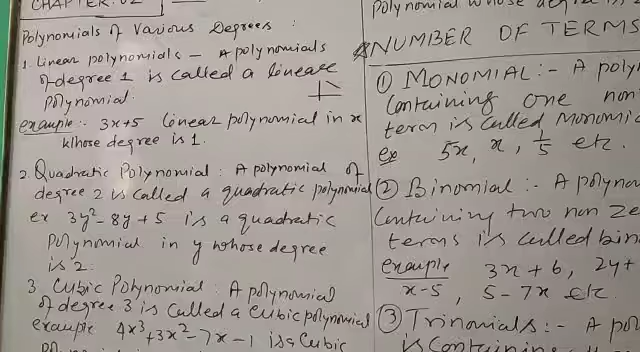 CHAPTER:02
Polynomials of Various Degrees :
1. Linear polynomials — A polynomials
of degree 1 is called a linear
polynomial.
example :- 3x+5 linear polynomial in x
whose degree is 1.
2. Quadratic Polynomial : A polynomial of
degree 2 is called a quadratic polynomial
ex 3y²-8y+5 is a quadratic
polynomial in y whose degree
is 2.
3. Cubic Polynomial : A polynomial
of degree 3 is called a cubic polynomial
example 4x³+3x²-7x-1 is a cubic
polynomial whose
NUMBER OF TERMS
① MONOMIAL :- A poly
containing one non
term is called Monomi
ex 5x, x, 1/5 etc.
② Binomial :- A polyno
containing two non ze
terms is called bin
example 3x+6, 2y+
x-5, 5-7x etc.
③ Trinomials :- A pol
is containing